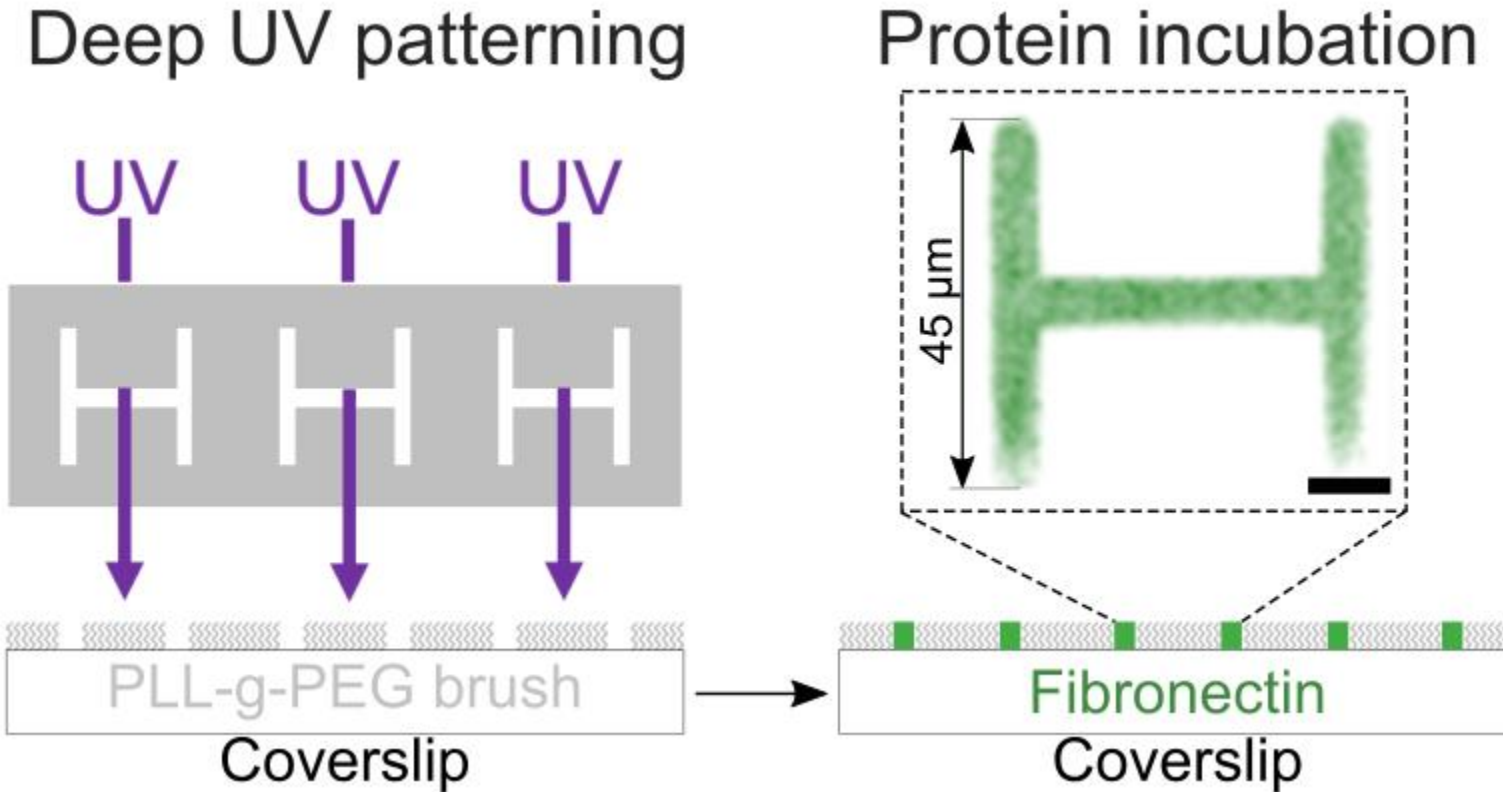 Deep UV patterning
UV UV UV
PLL-g-PEG brush
Coverslip
Protein incubation
45 µm
Fibronectin
Coverslip